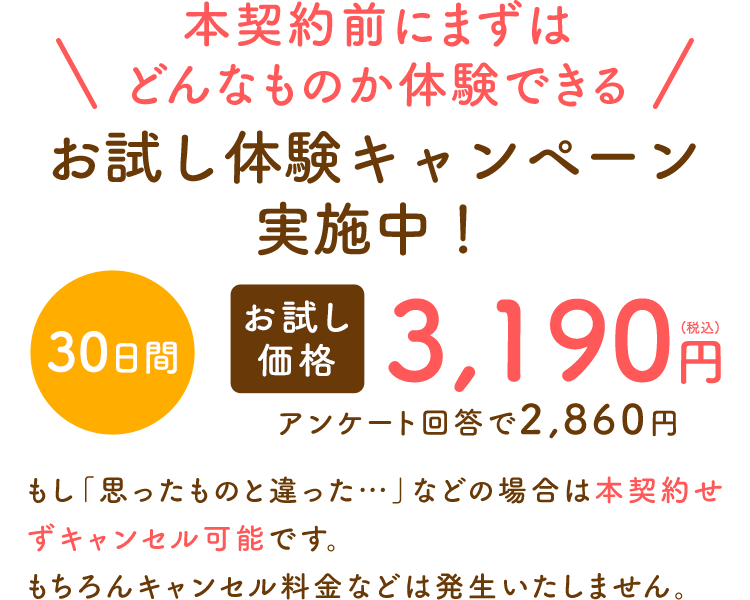 本契約前にまずは
どんなものか体験できる
お試し体験キャンペーン
実施中！
30日間
お試し
価格
3,190円
（税込）
アンケート回答で2,860円
もし「思ったものと違った…」などの場合は本契約せ
ずキャンセル可能です。
もちろんキャンセル料金などは発生いたしません。